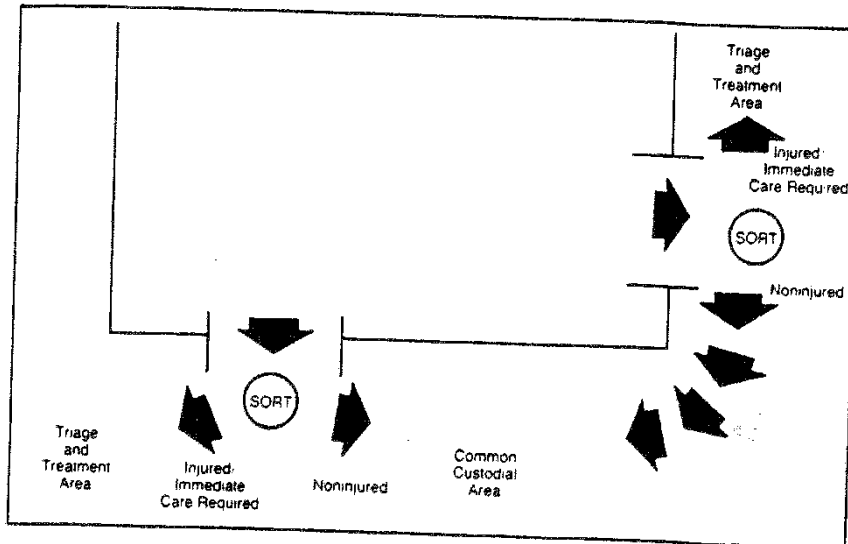 Triage
and
Treatment
Area
Injured:
Immediate
Care Required
SORT
Noninjured
SORT
Triage
and
Treatment
Area
Injured:
Immediate
Care Required
Noninjured
Common
Custodial
Area